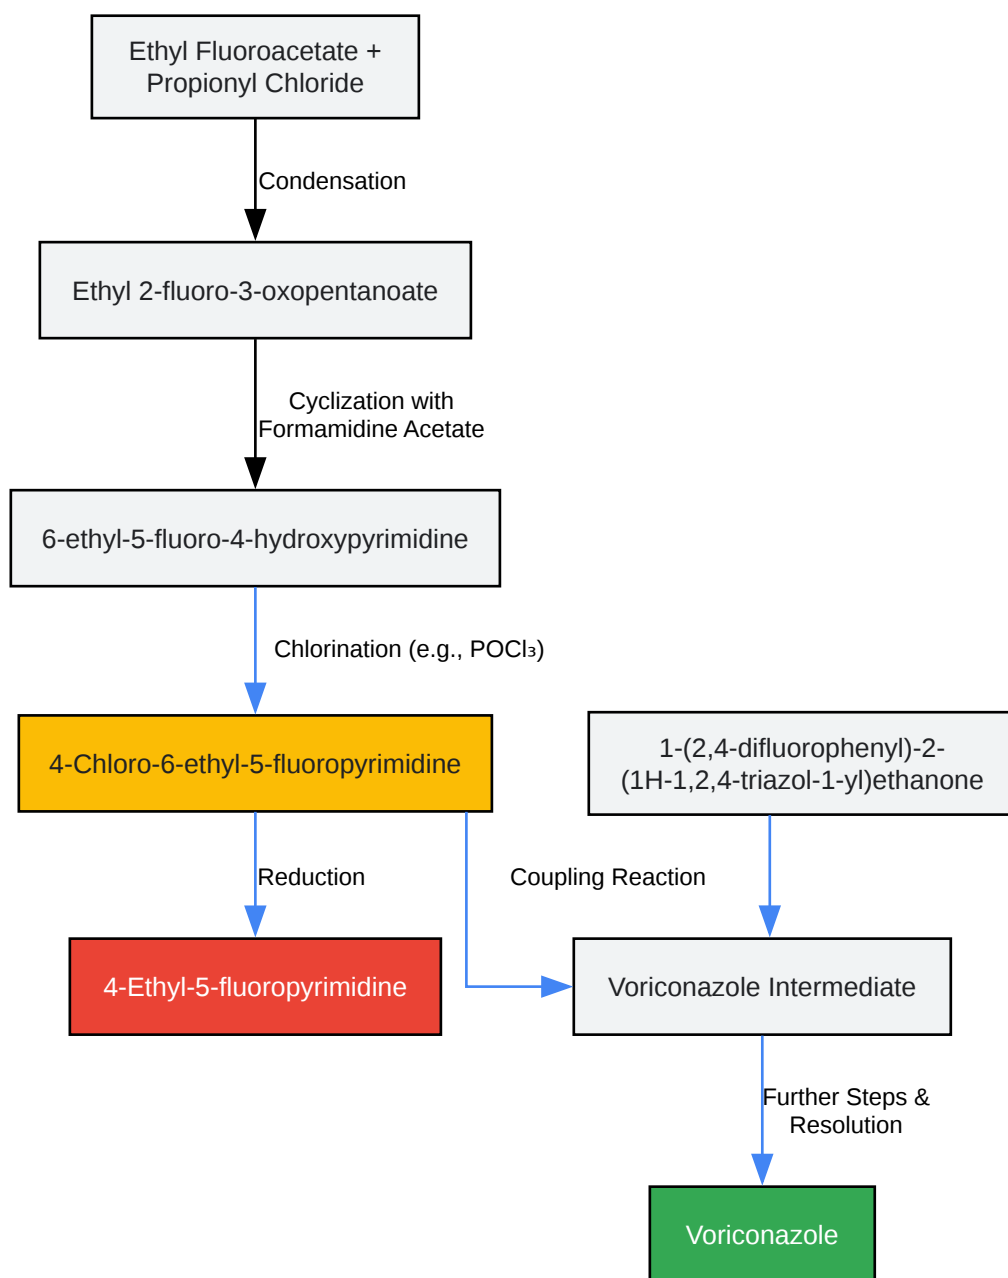 Ethyl Fluoroacetate +
Propionyl Chloride
Condensation
Ethyl 2-fluoro-3-oxopentanoate
Cyclization with
Formamidine Acetate
6-ethyl-5-fluoro-4-hydroxypyrimidine
Chlorination (e.g., POCl₃)
4-Chloro-6-ethyl-5-fluoropyrimidine
1-(2,4-difluorophenyl)-2-
(1H-1,2,4-triazol-1-yl)ethanone
Reduction
Coupling Reaction
4-Ethyl-5-fluoropyrimidine
Voriconazole Intermediate
Further Steps &
Resolution
Voriconazole